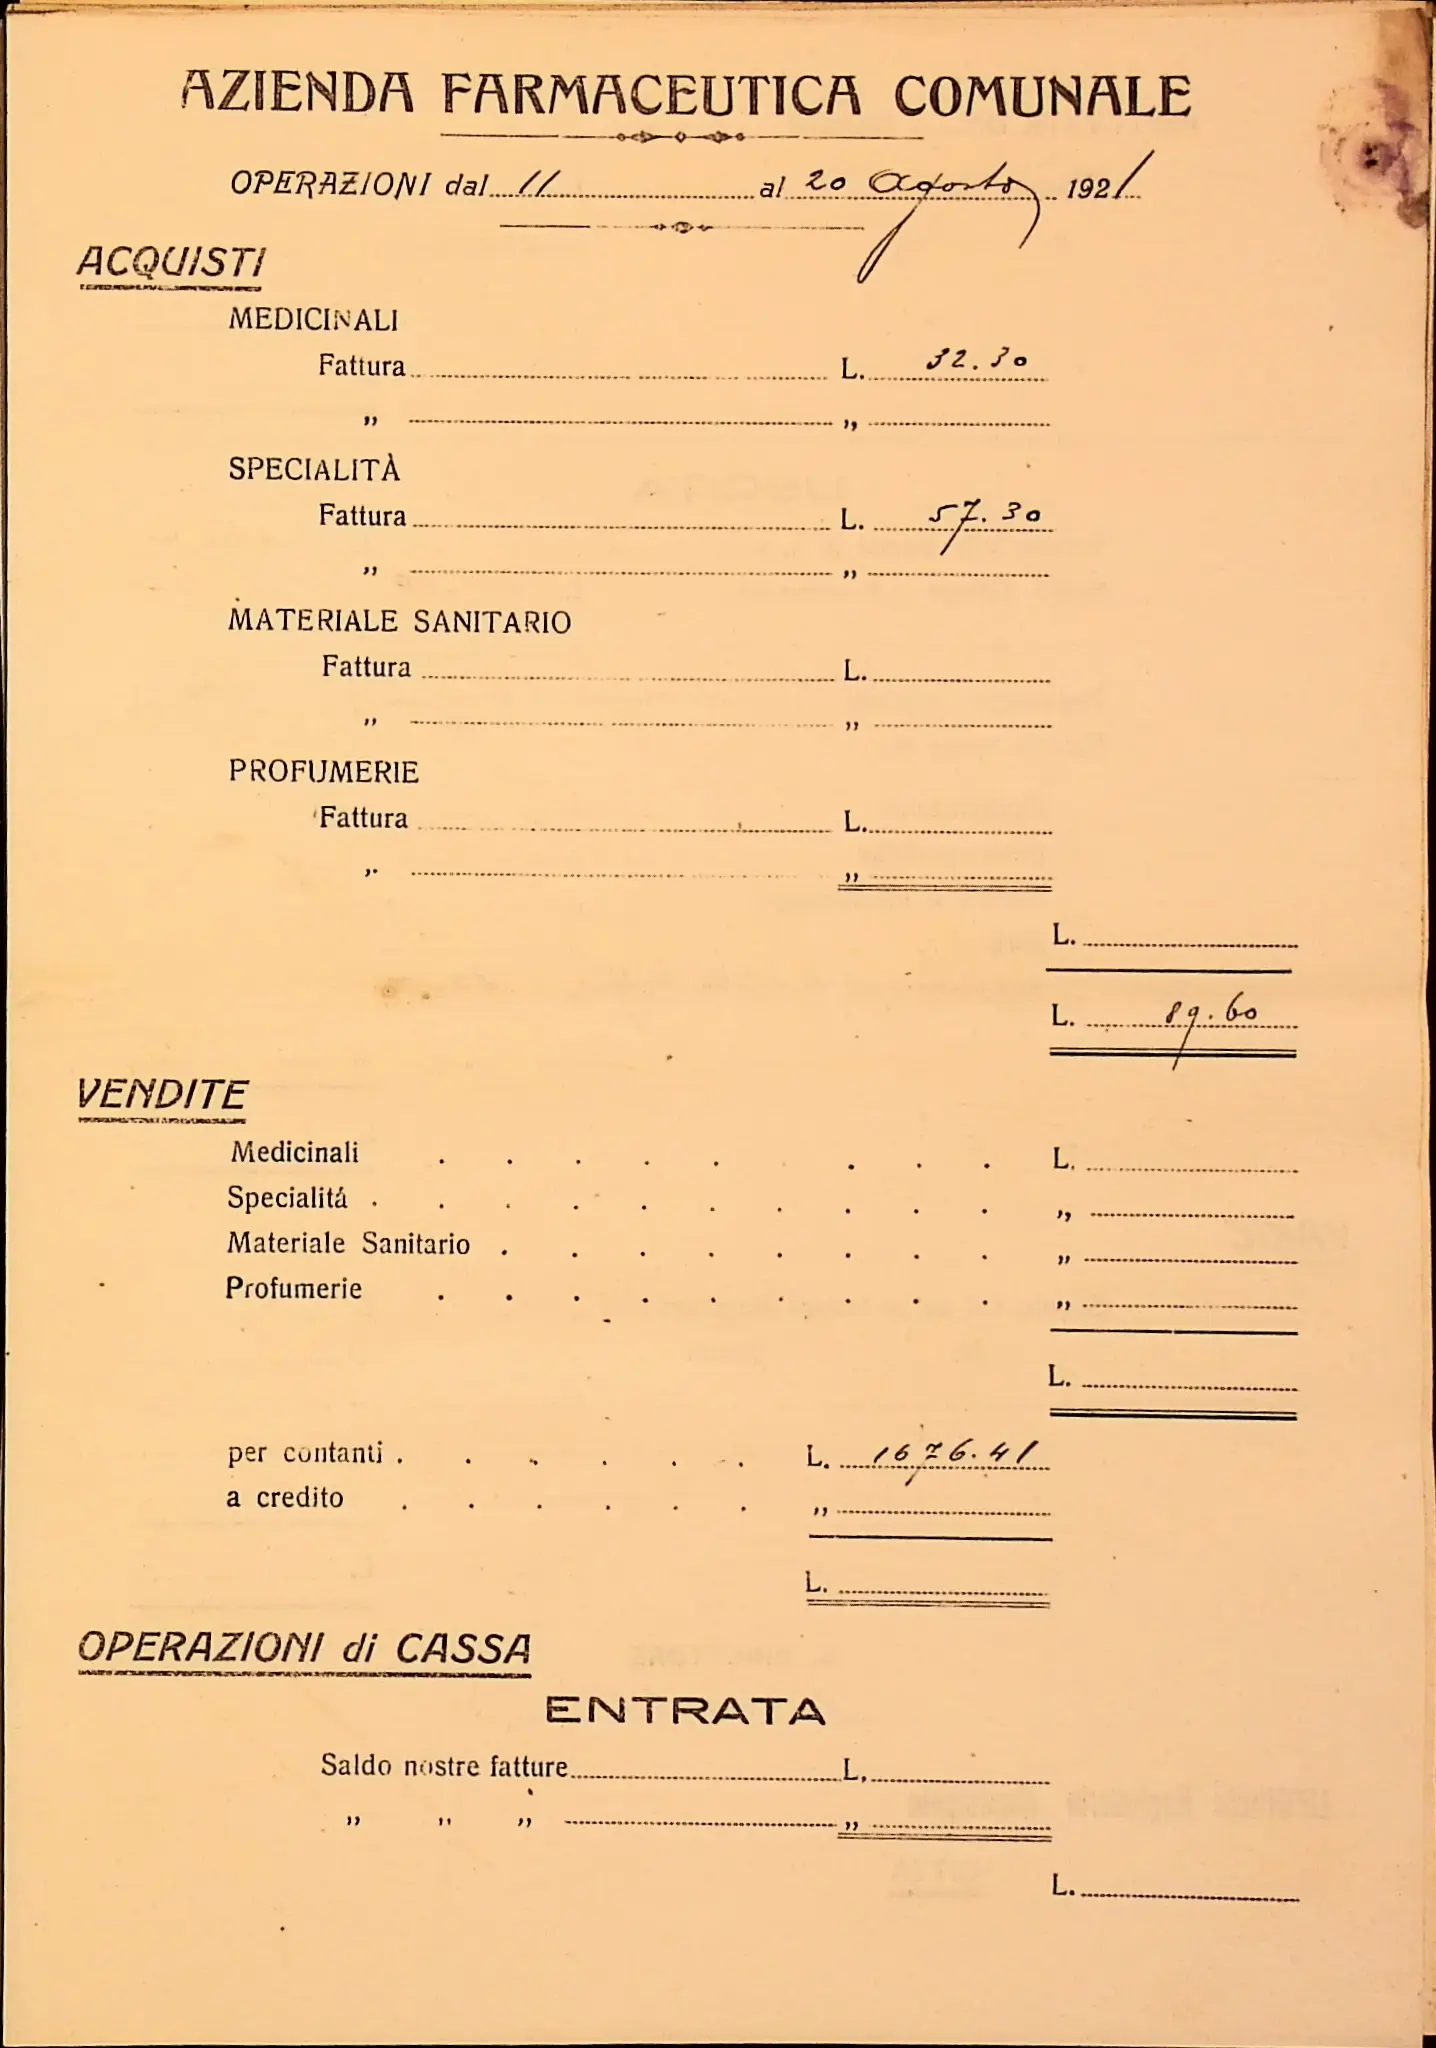 AZIENDA FARMACEUTICA COMUNALE
OPERAZIONI dal 11 al 20 Agosto 1921
ACQUISTI
MEDICINALI
Fattura L. 32.30
„ „
SPECIALITÀ
Fattura L. 57.30
„ „
MATERIALE SANITARIO
Fattura L.
„ „
PROFUMERIE
Fattura L.
„ „
L.
L. 89.60
VENDITE
Medicinali . . . . . . . . L.
Specialitá . . . . . . . . . . „
Materiale Sanitario . . . . . . . . „
Profumerie . . . . . . . . . „
L.
per contanti . . . . . . L. 1676.41
a credito . . . . . . „
L.
OPERAZIONI di CASSA
ENTRATA
Saldo nostre fatture L.
„ „ „ „
L.